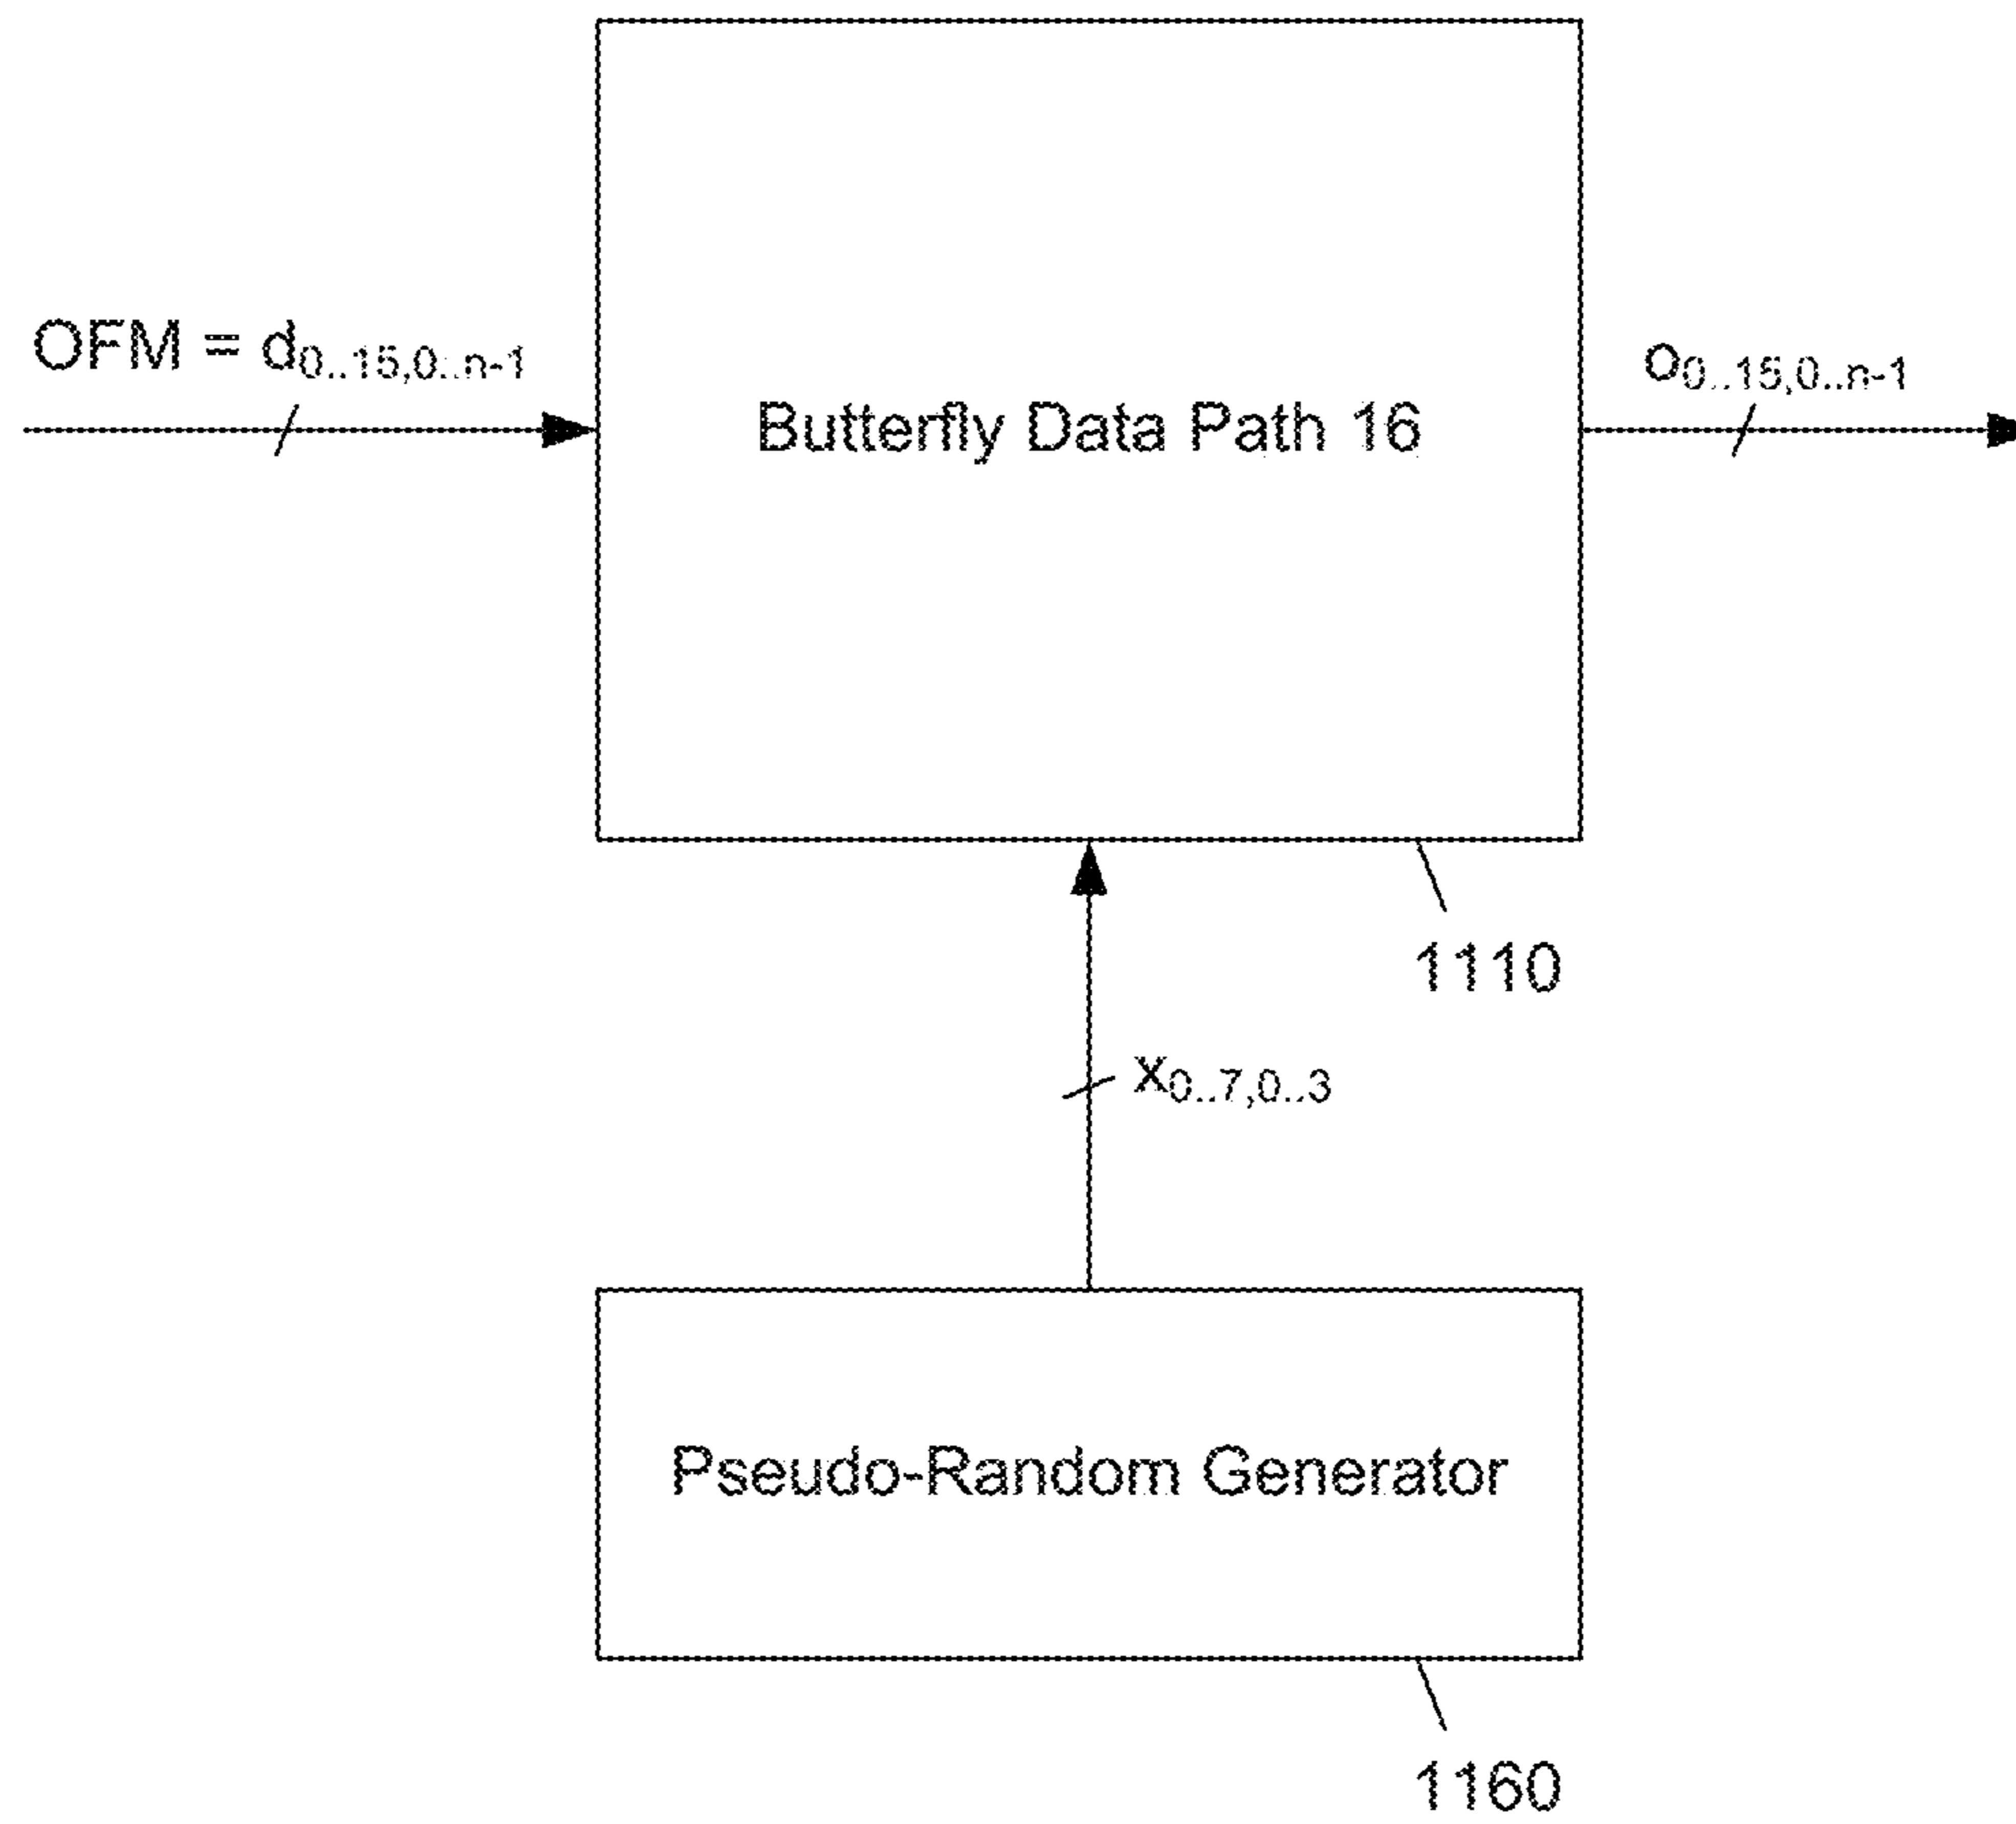 OFM = d0..15,0..n-1
Butterfly Data Path 16
o0..15,0..n-1
1110
x0..7,0..3
Pseudo-Random Generator
1160